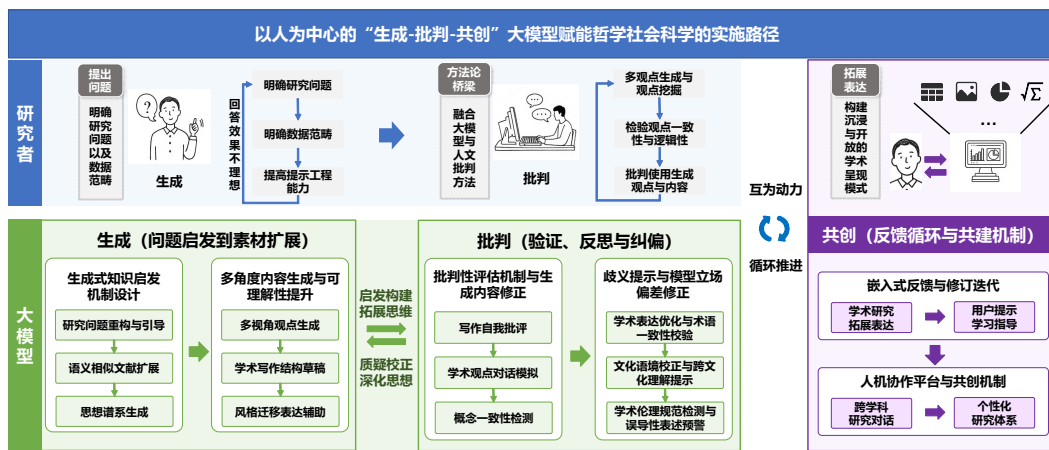 以人为中心的“生成-批判-共创”大模型赋能哲学社会科学的实施路径
研究者
提出
问题
明确
研究
问题
以及
数据
范畴
?
生成
回答效果不理想
明确研究问题
明确数据范畴
提高提示工程
能力
方法论
桥梁
融合
大模
型与
人文
批判
方法
批判
多观点生成与
观点挖掘
检验观点一致
性与逻辑性
批判使用生成
观点与内容
互为动力
循环推进
拓展
表达
构建
沉浸
与开
放的
学术
呈现
模式
√Σ
...
大模型
生成（问题启发到素材扩展）
生成式知识启发
机制设计
研究问题重构与引导
语义相似文献扩展
思想谱系生成
多角度内容生成与可
理解性提升
多视角观点生成
学术写作结构草稿
风格迁移表达辅助
启发构建
拓展思维
质疑校正
深化思想
批判（验证、反思与纠偏）
批判性评估机制与生
成内容修正
写作自我批评
学术观点对话模拟
概念一致性检测
歧义提示与模型立场
偏差修正
学术表达优化与术语
一致性校验
文化语境校正与跨文
化理解提示
学术伦理规范检测与
误导性表述预警
共创（反馈循环与共建机制）
嵌入式反馈与修订迭代
学术研究
拓展表达
用户提示
学习指导
人机协作平台与共创机制
跨学科
研究对话
个性化
研究体系